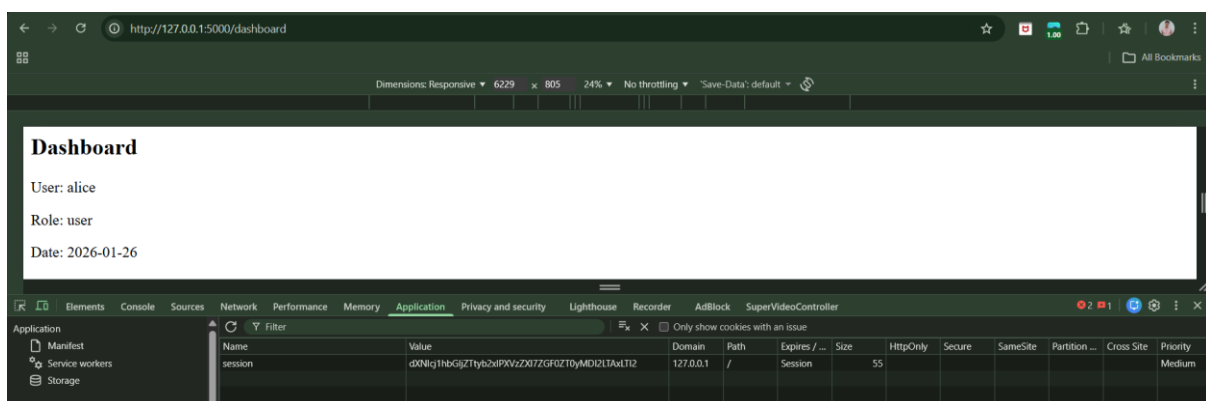 http://127.0.0.1:5000/dashboard
1.00
All Bookmarks
Dimensions: Responsive 6229 x 805 24% No throttling 'Save-Data': default
Dashboard
User: alice
Role: user
Date: 2026-01-26
Elements Console Sources Network Performance Memory Application Privacy and security Lighthouse Recorder AdBlock SuperVideoController 2 1
Application Filter Only show cookies with an issue
Manifest Name Value Domain Path Expires / ... Size HttpOnly Secure SameSite Partition ... Cross Site Priority
Service workers session dXNlcj1hbGljZTtyb2xlPXVzZXI7ZGF0ZT0yMDI2LTAxLTI2 127.0.0.1 / Session 55 Medium
Storage